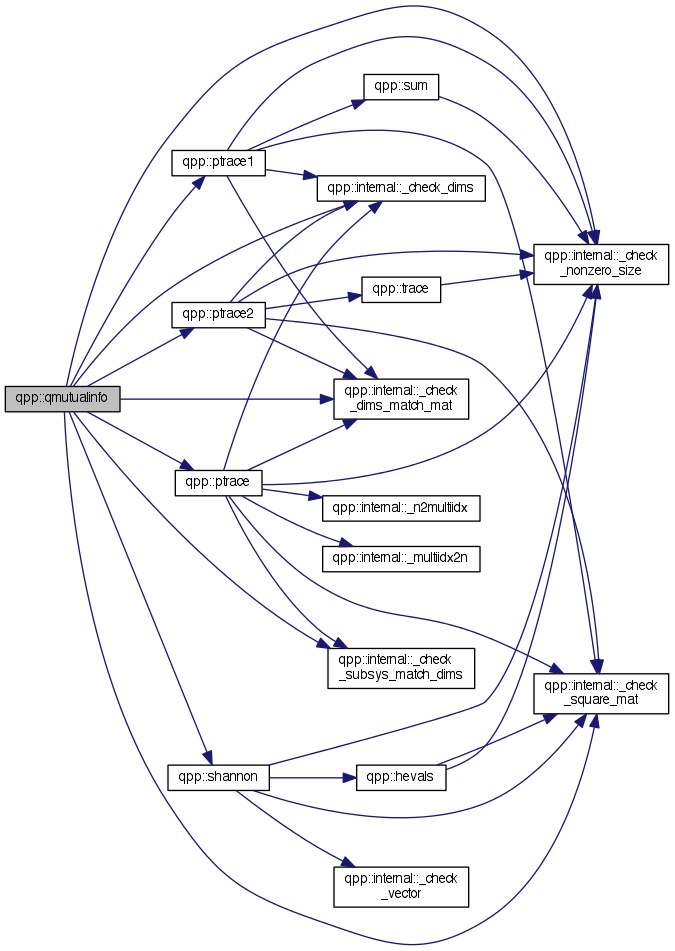 qpp::sum
qpp::ptrace1
qpp::internal::_check_dims
qpp::internal::_check
_nonzero_size
qpp::trace
qpp::ptrace2
qpp::qmutualinfo
qpp::internal::_check
_dims_match_mat
qpp::ptrace
qpp::internal::_n2multiidx
qpp::internal::_multiidx2n
qpp::internal::_check
_subsys_match_dims
qpp::internal::_check
_square_mat
qpp::shannon
qpp::hevals
qpp::internal::_check
_vector